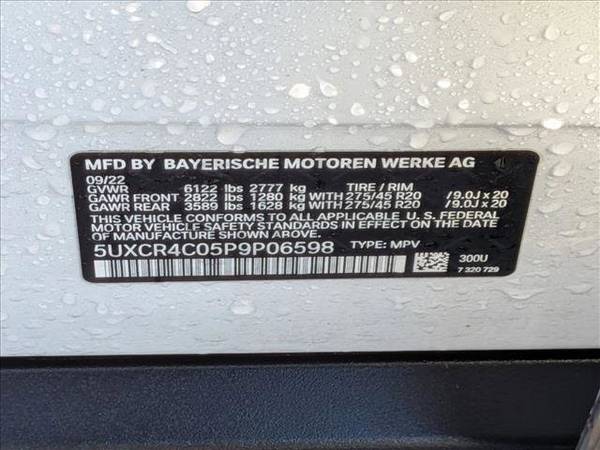 MFD BY BAYERISCHE MOTOREN WERKE AG
09/22
GVWR 6122 lbs 2777 kg TIRE / RIM
GAWR FRONT 2822 lbs 1280 kg WITH 275/45 R20 /9.0J x 20
GAWR REAR 3589 lbs 1628 kg WITH 275/45 R20 /9.0J x 20
THIS VEHICLE CONFORMS TO ALL APPLICABLE U. S. FEDERAL
MOTOR VEHICLE SAFETY STANDARDS IN EFFECT ON THE DATE
OF MANUFACTURE SHOWN ABOVE.
5UXCR4C05P9P06598 TYPE: MPV
300U
7 320 729